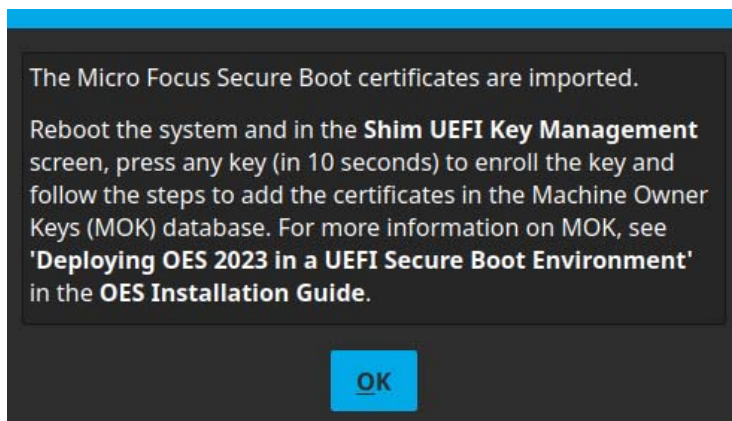 The Micro Focus Secure Boot certificates are imported.
Reboot the system and in the Shim UEFI Key Management
screen, press any key (in 10 seconds) to enroll the key and
follow the steps to add the certificates in the Machine Owner
Keys (MOK) database. For more information on MOK, see
'Deploying OES 2023 in a UEFI Secure Boot Environment'
in the OES Installation Guide.
OK